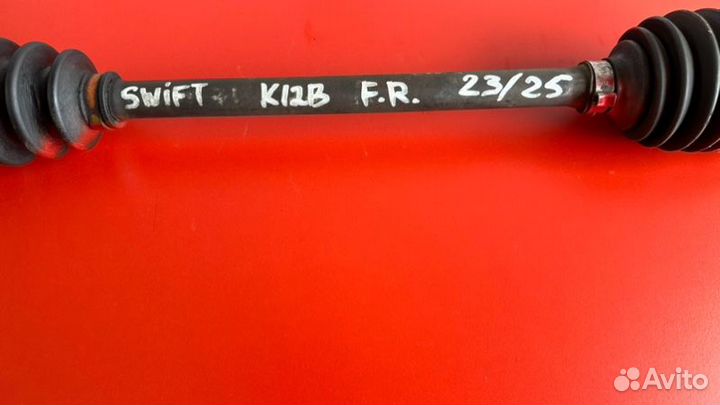 SWiFT K12B F.R. 23/25
Avito